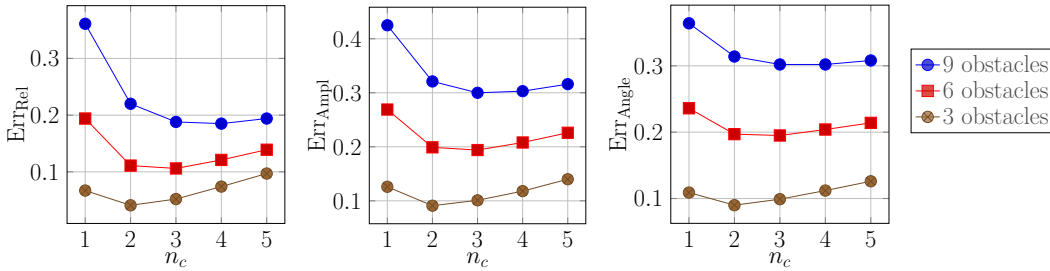 Err_Rel
0.3
0.2
0.1
1 2 3 4 5
n_c
Err_Ampl
0.4
0.3
0.2
0.1
1 2 3 4 5
n_c
Err_Angle
0.3
0.2
0.1
1 2 3 4 5
n_c
9 obstacles
6 obstacles
3 obstacles